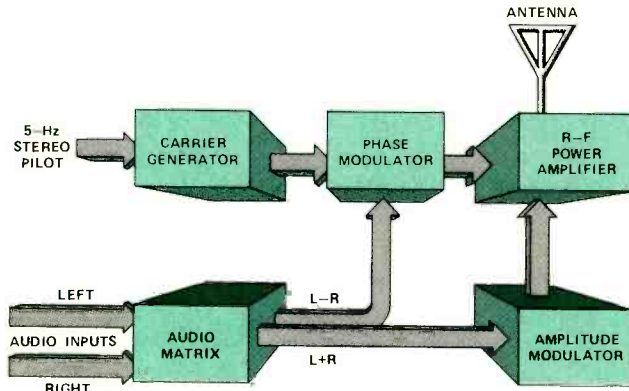 ANTENNA
5-Hz
STEREO
PILOT
CARRIER
GENERATOR
PHASE
MODULATOR
R-F
POWER
AMPLIFIER
LEFT
AUDIO INPUTS
RIGHT
AUDIO
MATRIX
L-R
L+R
AMPLITUDE
MODULATOR